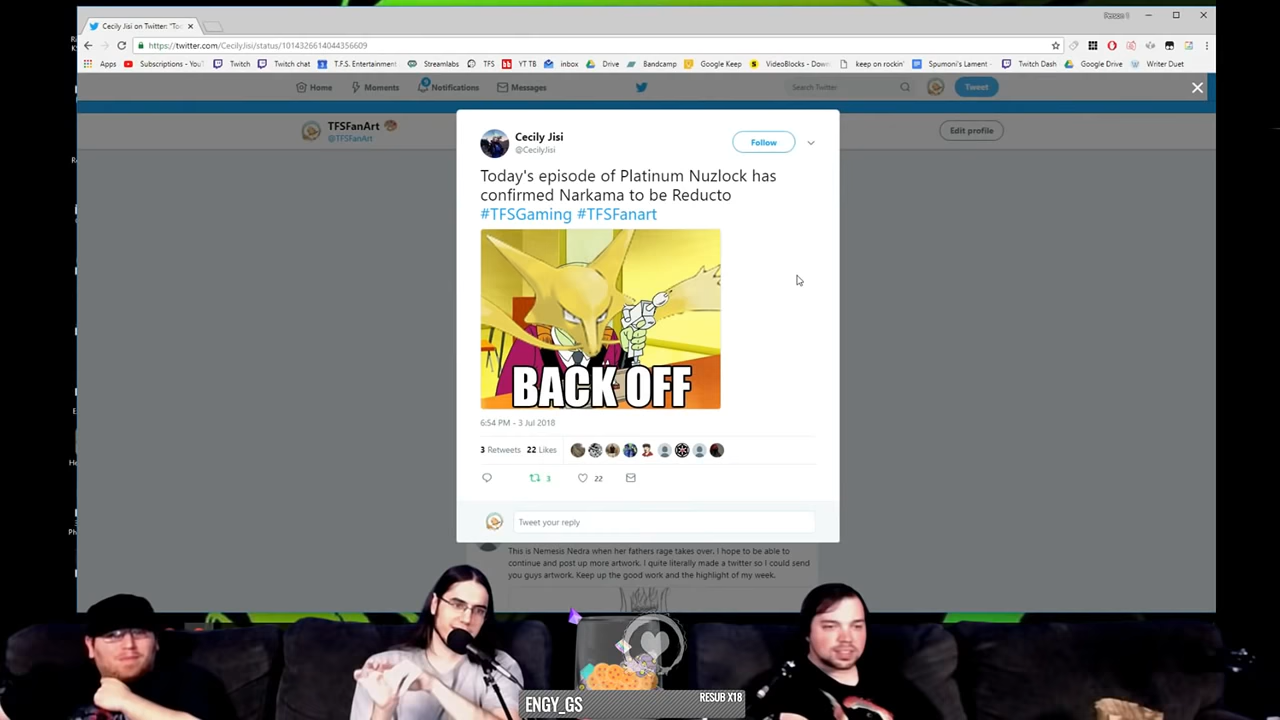 Cecily Jisi on Twitter: "Too
Person 1
https://twitter.com/CecilyJisi/status/1014326614044356609
Apps
Subscriptions - You
Twitch
Twitch chat
T.F.S. Entertainment
Streamlabs
TFS
YT TB
inbox
Drive
Bandcamp
Google Keep
VideoBlocks - Down
keep on rockin'
Spumoni's Lament -
Twitch Dash
Google Drive
Writer Duet
Home
Moments
Notifications
Messages
Search Twitter
Tweet
TFSFanArt
@TFSFanArt
Edit profile
Cecily Jisi
@CecilyJisi
Follow
Today's episode of Platinum Nuzlock has
confirmed Narkama to be Reducto
#TFSGaming #TFSFanart
BACK OFF
6:54 PM - 3 Jul 2018
3 Retweets 22 Likes
3
22
Tweet your reply
This is Nemesis Nedra when her fathers rage takes over. I hope to be able to
continue and post up more artwork. I quite literally made a twitter so I could send
you guys artwork. Keep up the good work and the highlight of my week.
ENGY_GS
RESUB X18